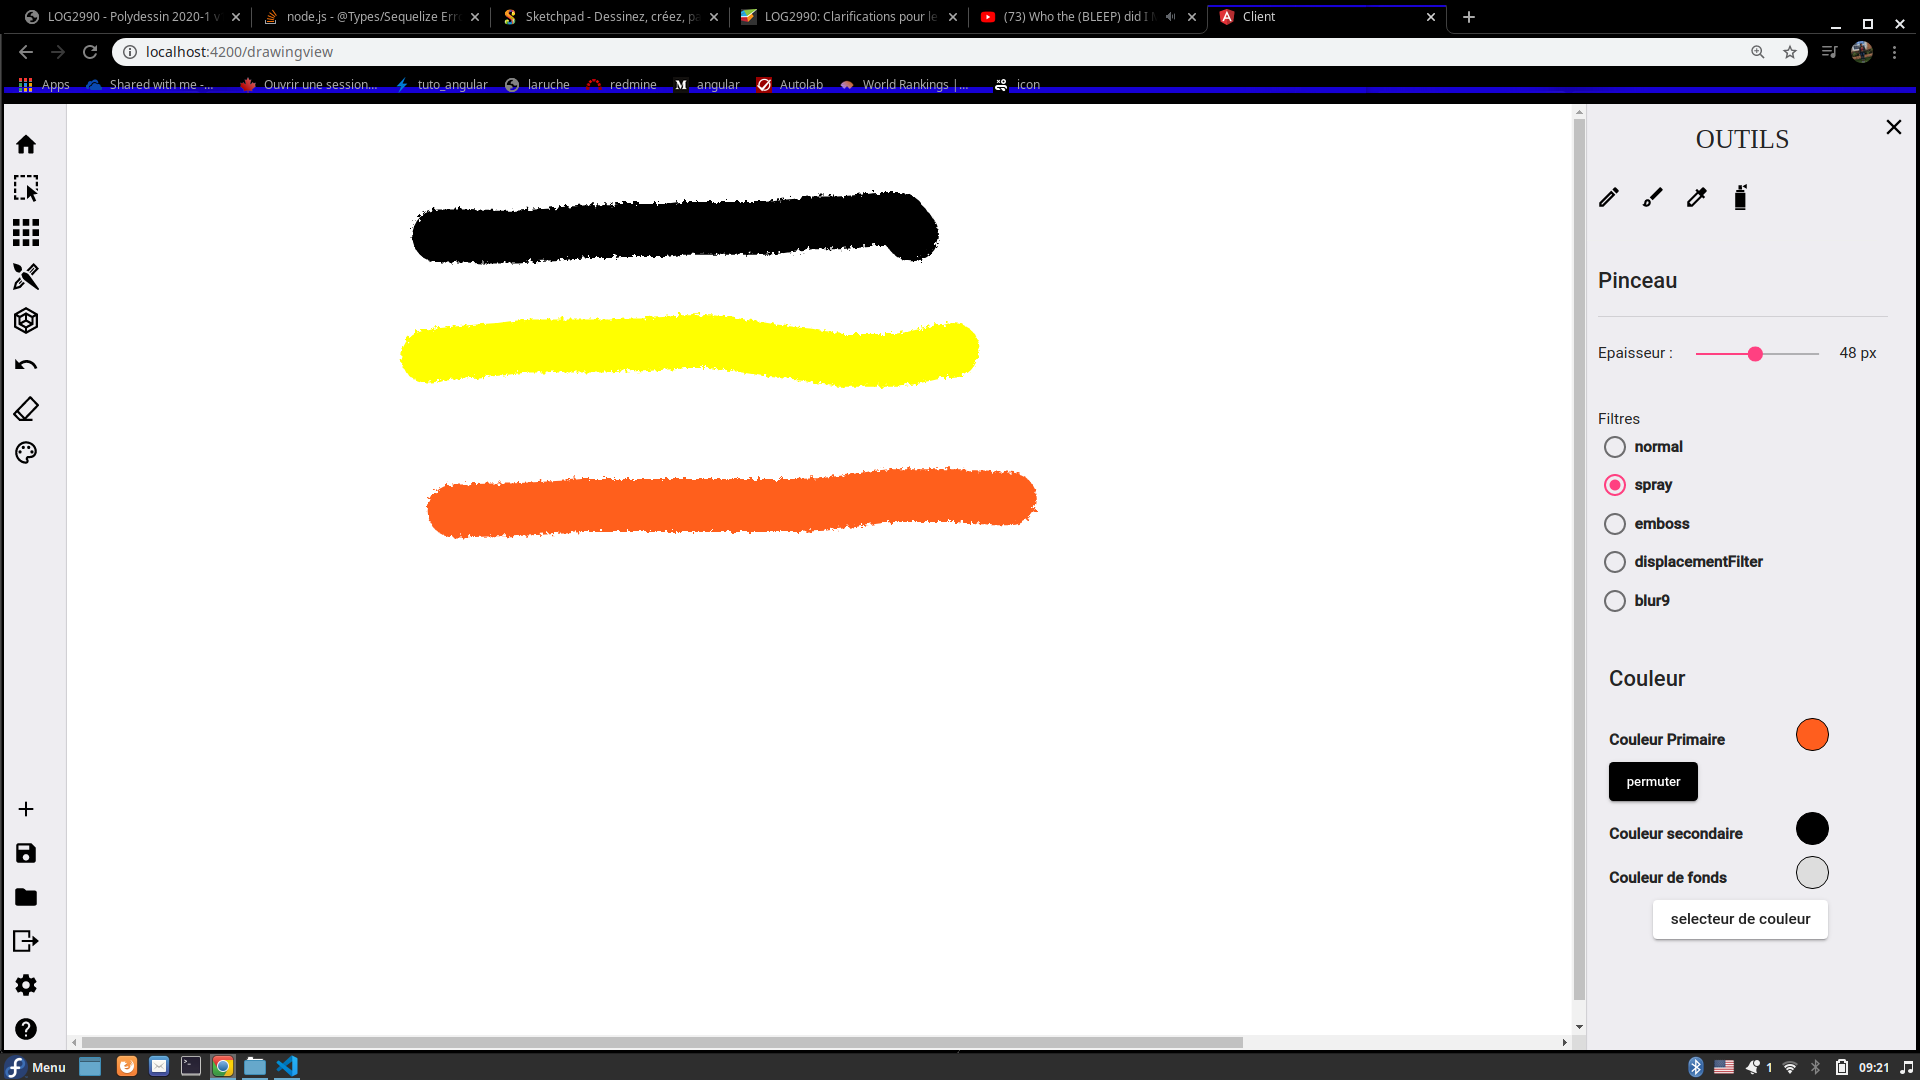 LOG2990 - Polydessin 2020-1 v
node.js - @Types/Sequelize Err
Sketchpad - Dessinez, créez, pa
LOG2990: Clarifications pour le
(73) Who the (BLEEP) did I M
Client
localhost:4200/drawingview
Apps
Shared with me -...
Ouvrir une session...
tuto_angular
laruche
redmine
M angular
Autolab
World Rankings |...
icon
OUTILS
Pinceau
Epaisseur :
48 px
Filtres
normal
spray
emboss
displacementFilter
blur9
Couleur
Couleur Primaire
permuter
Couleur secondaire
Couleur de fonds
selecteur de couleur
Menu
1
09:21